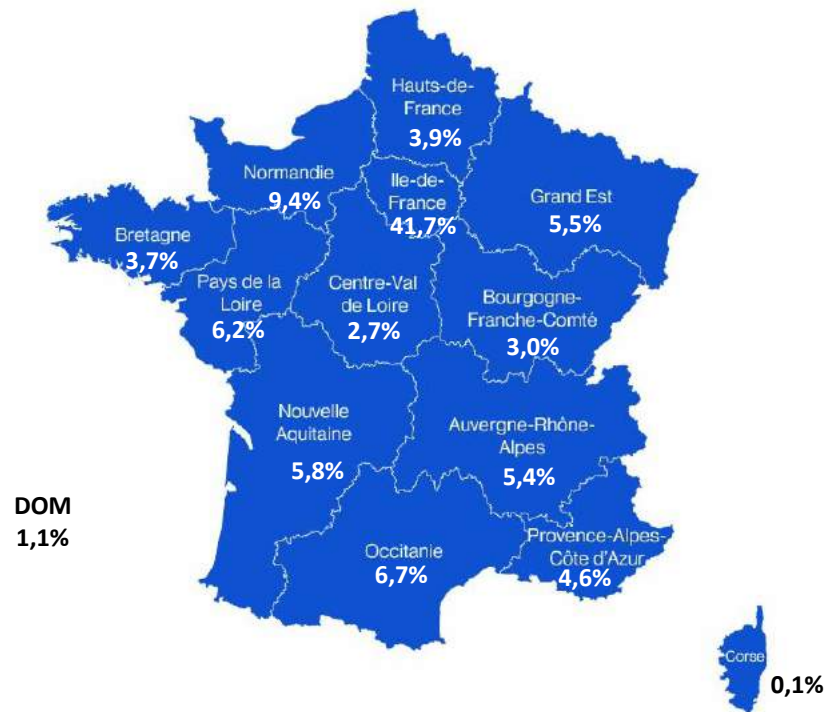 Hauts-de-
France
3,9%
Normandie
9,4%
Ile-de-
France
41,7%
Grand Est
5,5%
Bretagne
3,7%
Pays de la
Loire
6,2%
Centre-Val
de Loire
2,7%
Bourgogne-
Franche-Comté
3,0%
Nouvelle
Aquitaine
5,8%
Auvergne-Rhône-
Alpes
5,4%
DOM
1,1%
Occitanie
6,7%
Provence-Alpes-
Côte d'Azur
4,6%
Corse
0,1%